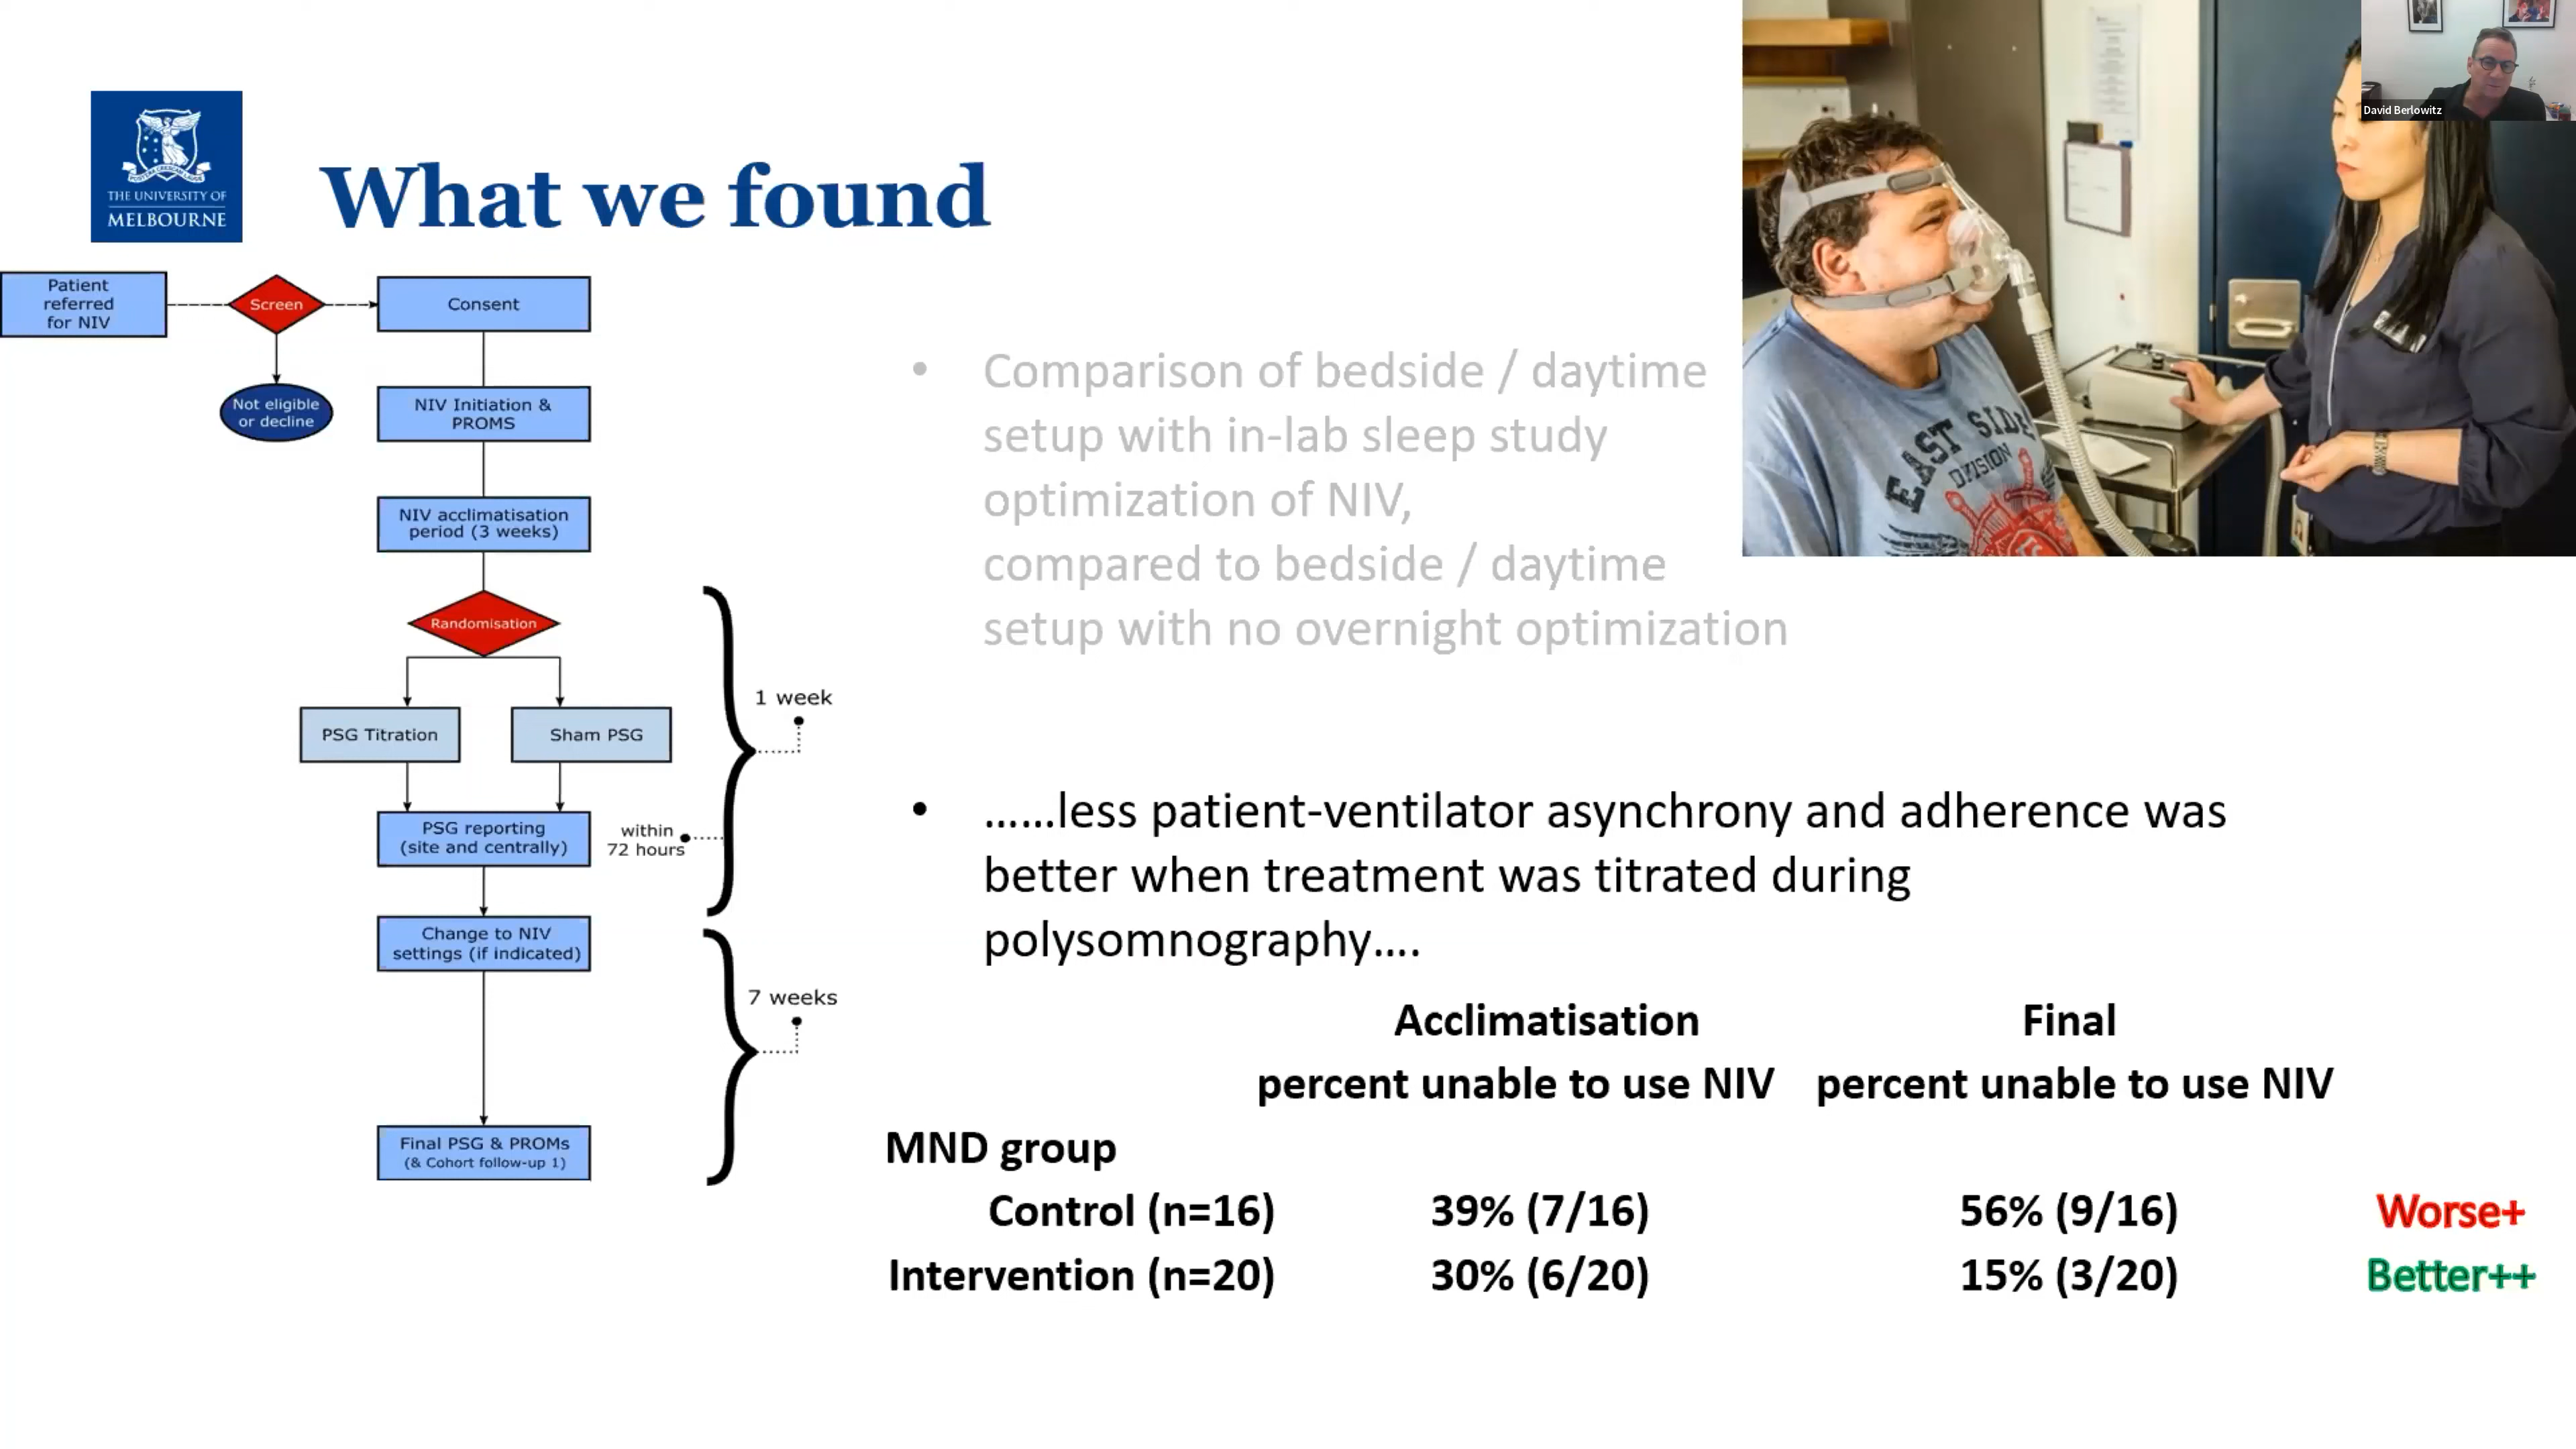 David Berlowitz
THE UNIVERSITY OF
MELBOURNE
What we found
Patient
referred
for NIV
Screen
Consent
Not eligible
or decline
NIV Initiation &
PROMS
NIV acclimatisation
period (3 weeks)
Randomisation
1 week
PSG Titration
Sham PSG
PSG reporting
(site and centrally)
within
72 hours
Change to NIV
settings (if indicated)
7 weeks
Final PSG & PROMs
(& Cohort follow-up 1)
• Comparison of bedside / daytime
setup with in-lab sleep study
optimization of NIV,
compared to bedside / daytime
setup with no overnight optimization
EAST SIDE
DIVISION
• ......less patient-ventilator asynchrony and adherence was
better when treatment was titrated during
polysomnography....
Acclimatisation Final
percent unable to use NIV percent unable to use NIV
MND group
Control (n=16) 39% (7/16) 56% (9/16) Worse+
Intervention (n=20) 30% (6/20) 15% (3/20) Better++